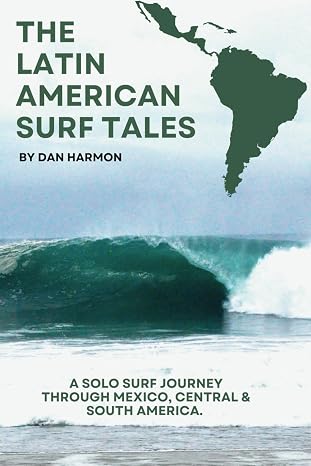 THE
LATIN
AMERICAN
SURF TALES
BY DAN HARMON
A SOLO SURF JOURNEY
THROUGH MEXICO, CENTRAL &
SOUTH AMERICA.